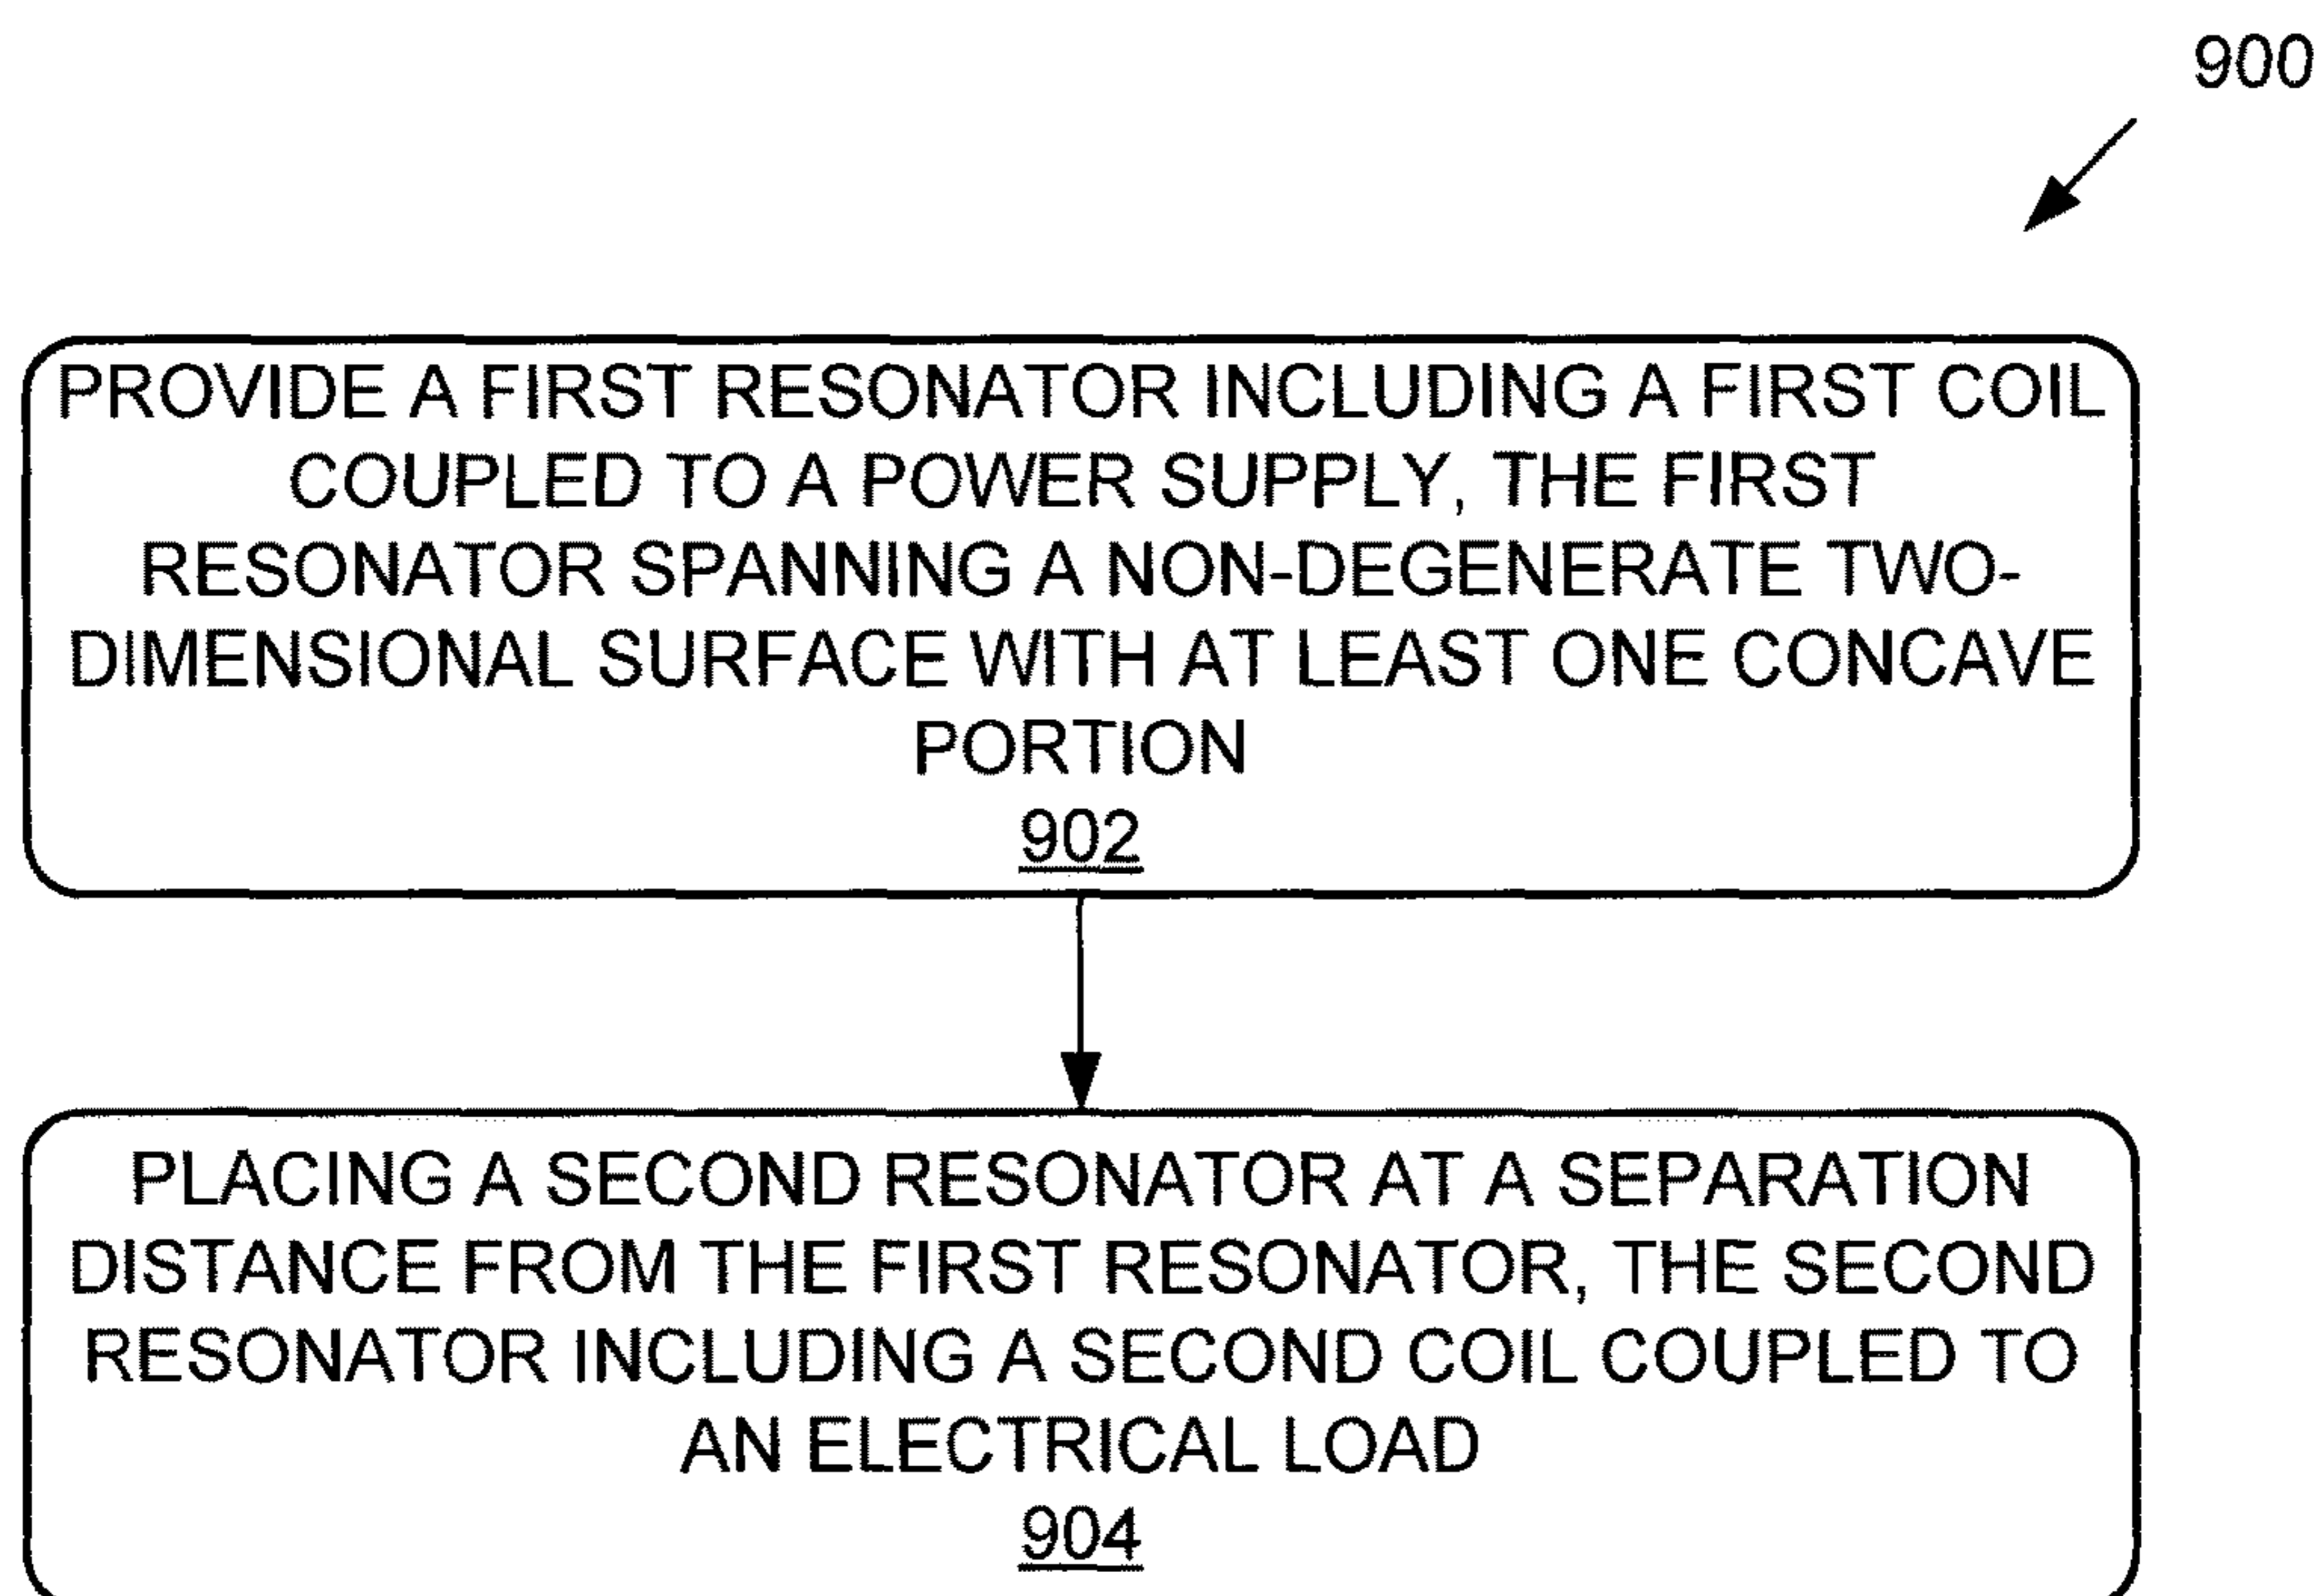 900
PROVIDE A FIRST RESONATOR INCLUDING A FIRST COIL
COUPLED TO A POWER SUPPLY, THE FIRST
RESONATOR SPANNING A NON-DEGENERATE TWO-
DIMENSIONAL SURFACE WITH AT LEAST ONE CONCAVE
PORTION
902
PLACING A SECOND RESONATOR AT A SEPARATION
DISTANCE FROM THE FIRST RESONATOR, THE SECOND
RESONATOR INCLUDING A SECOND COIL COUPLED TO
AN ELECTRICAL LOAD
904